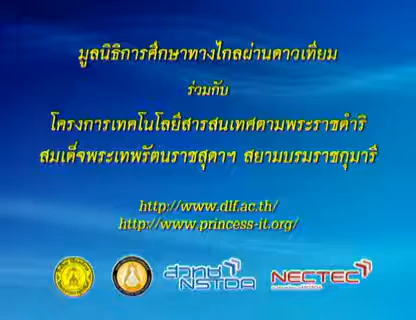 มูลนิธิการศึกษาทางไกลผ่านดาวเทียม
ร่วมกับ
โครงการเทคโนโลยีสารสนเทศตามพระราชดำริ
สมเด็จพระเทพรัตนราชสุดาฯ สยามบรมราชกุมารี
http://www.dlf.ac.th/
http://www.princess-it.org/
สวทช
NSTDA
NECTEC